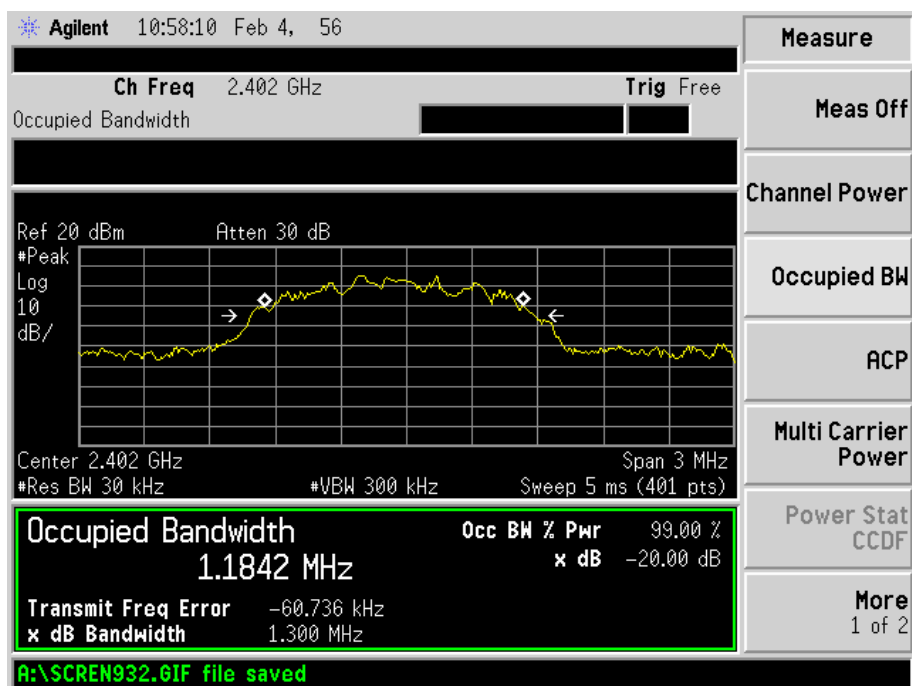 Agilent 10:58:10 Feb 4, 56
Measure
Ch Freq 2.402 GHz Trig Free
Occupied Bandwidth
Meas Off
Channel Power
Occupied BW
ACP
Multi Carrier
Power
Power Stat
CCDF
More
1 of 2
Ref 20 dBm Atten 30 dB
#Peak
Log
10
dB/
Center 2.402 GHz Span 3 MHz
#Res BW 30 kHz #VBW 300 kHz Sweep 5 ms (401 pts)
Occupied Bandwidth
1.1842 MHz
Occ BW % Pwr 99.00 %
x dB -20.00 dB
Transmit Freq Error -60.736 kHz
x dB Bandwidth 1.300 MHz
A:\SCREN932.GIF file saved